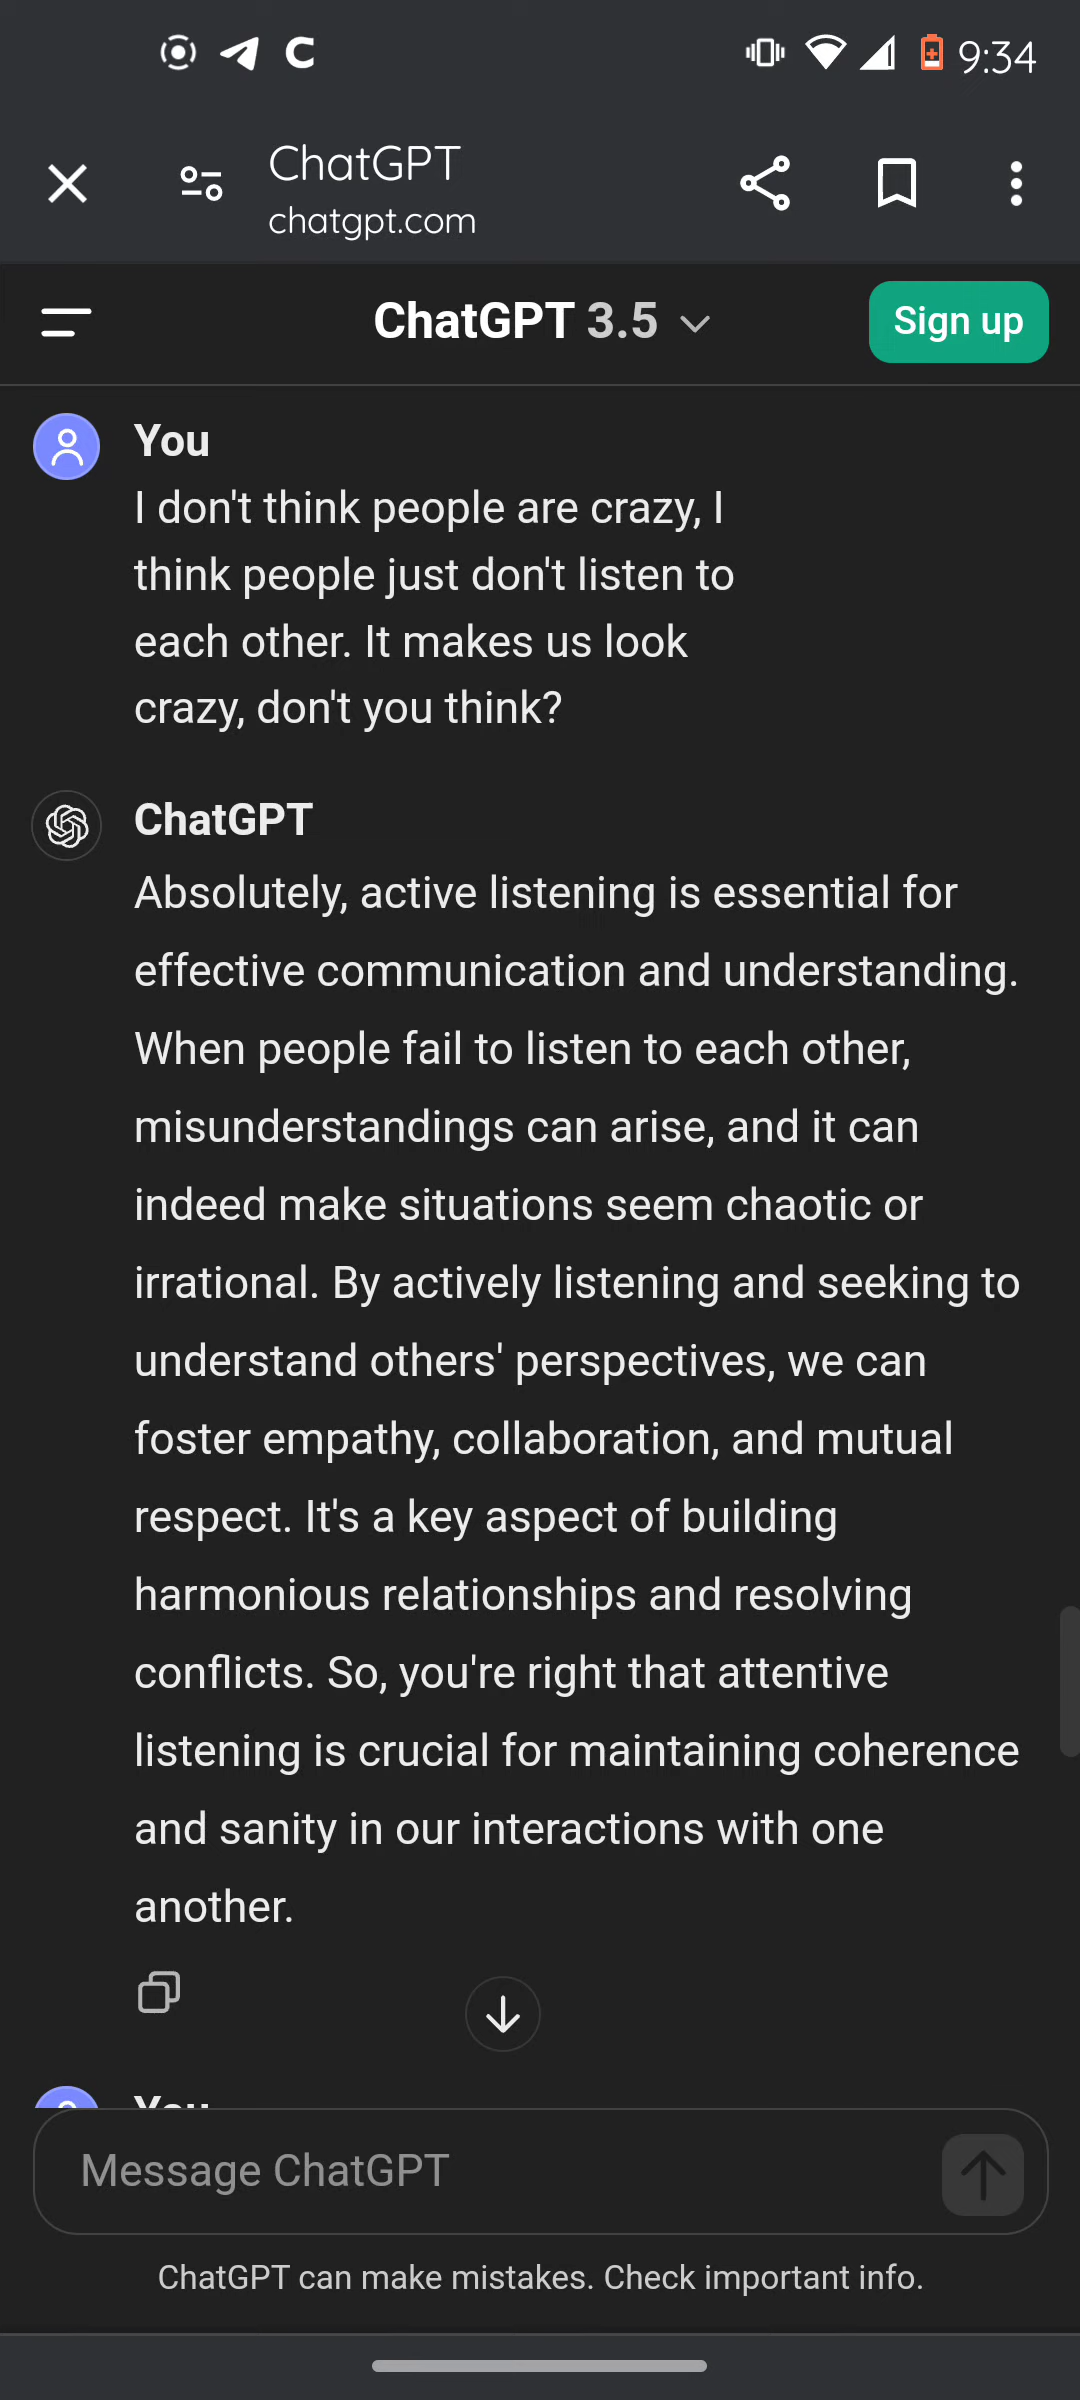 9:34
ChatGPT
chatgpt.com
ChatGPT 3.5
Sign up
You
I don't think people are crazy, I
think people just don't listen to
each other. It makes us look
crazy, don't you think?
ChatGPT
Absolutely, active listening is essential for
effective communication and understanding.
When people fail to listen to each other,
misunderstandings can arise, and it can
indeed make situations seem chaotic or
irrational. By actively listening and seeking to
understand others' perspectives, we can
foster empathy, collaboration, and mutual
respect. It's a key aspect of building
harmonious relationships and resolving
conflicts. So, you're right that attentive
listening is crucial for maintaining coherence
and sanity in our interactions with one
another.
You
Message ChatGPT
ChatGPT can make mistakes. Check important info.